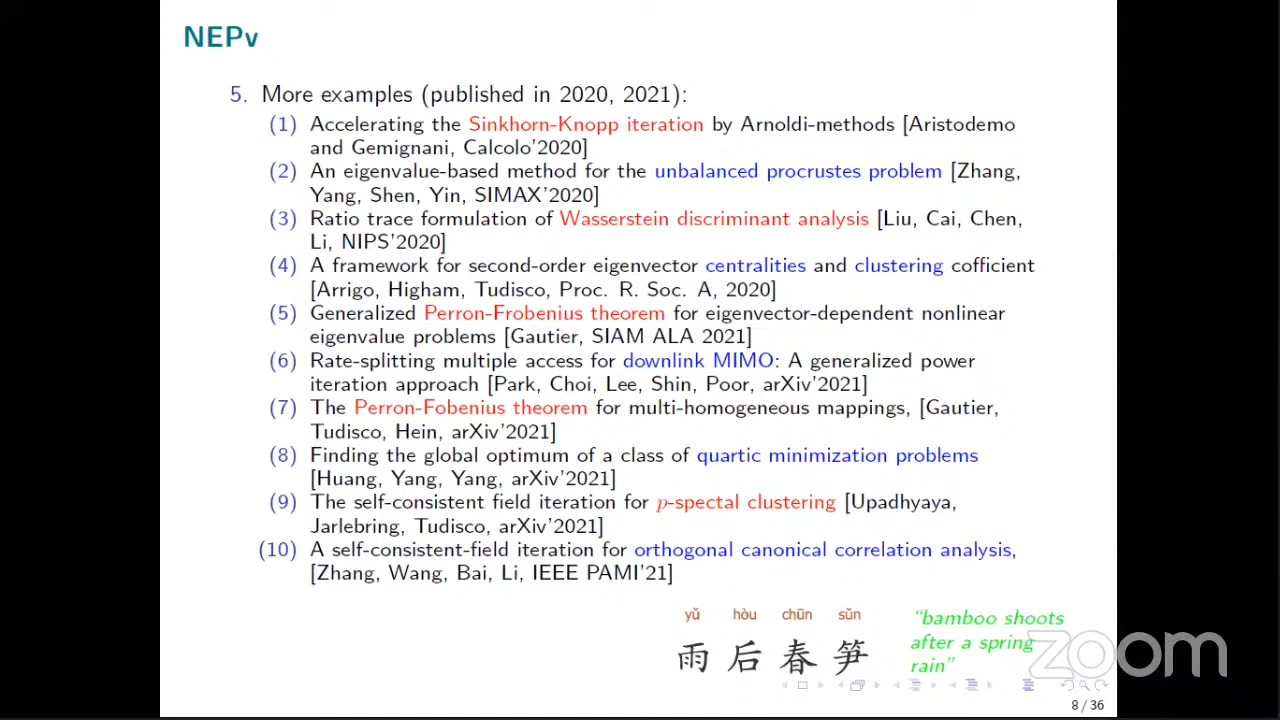 NEPv
5. More examples (published in 2020, 2021):
(1) Accelerating the Sinkhorn-Knopp iteration by Arnoldi-methods [Aristodemo
and Gemignani, Calcolo'2020]
(2) An eigenvalue-based method for the unbalanced procrustes problem [Zhang,
Yang, Shen, Yin, SIMAX'2020]
(3) Ratio trace formulation of Wasserstein discriminant analysis [Liu, Cai, Chen,
Li, NIPS'2020]
(4) A framework for second-order eigenvector centralities and clustering cofficient
[Arrigo, Higham, Tudisco, Proc. R. Soc. A, 2020]
(5) Generalized Perron-Frobenius theorem for eigenvector-dependent nonlinear
eigenvalue problems [Gautier, SIAM ALA 2021]
(6) Rate-splitting multiple access for downlink MIMO: A generalized power
iteration approach [Park, Choi, Lee, Shin, Poor, arXiv'2021]
(7) The Perron-Fobenius theorem for multi-homogeneous mappings, [Gautier,
Tudisco, Hein, arXiv'2021]
(8) Finding the global optimum of a class of quartic minimization problems
[Huang, Yang, Yang, arXiv'2021]
(9) The self-consistent field iteration for p-spectal clustering [Upadhyaya,
Jarlebring, Tudisco, arXiv'2021]
(10) A self-consistent-field iteration for orthogonal canonical correlation analysis,
[Zhang, Wang, Bai, Li, IEEE PAMI'21]
yǔ hòu chūn sǔn
雨后春笋
"bamboo shoots
after a spring
rain"
zoom
8 / 36